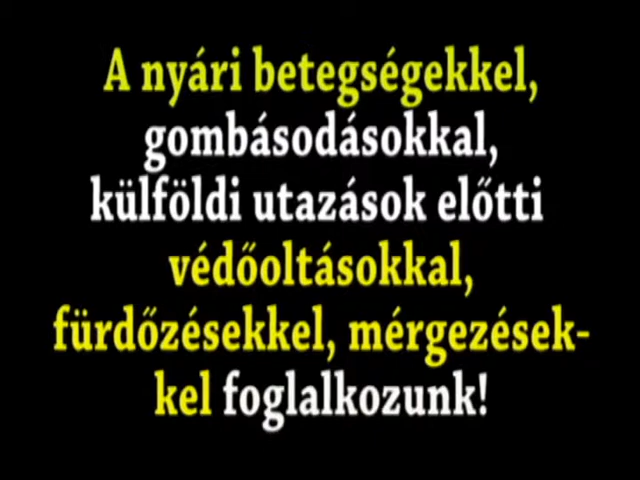 A nyári betegségekkel,
gombásodásokkal,
külföldi utazások előtti
védőoltásokkal,
fürdőzésekkel, mérgezések-
kel foglalkozunk!